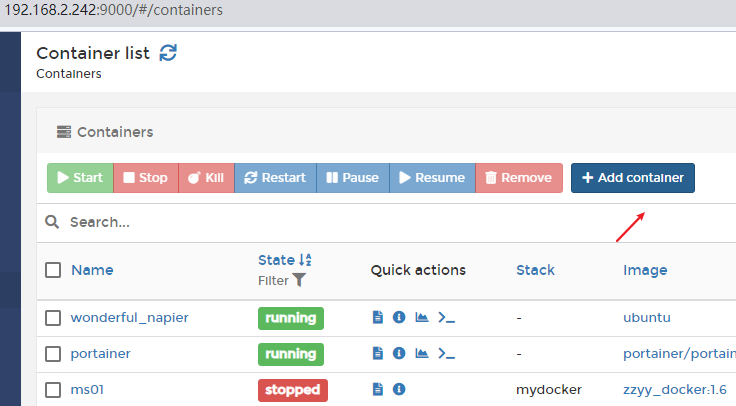 192.168.2.242:9000/#/containers
Container list
Containers
Containers
Start Stop Kill Restart Pause Resume Remove + Add container
Search...
Name State Filter Quick actions Stack Image
wonderful_napier running - ubuntu
portainer running - portainer/portain
ms01 stopped mydocker zzyy_docker:1.6